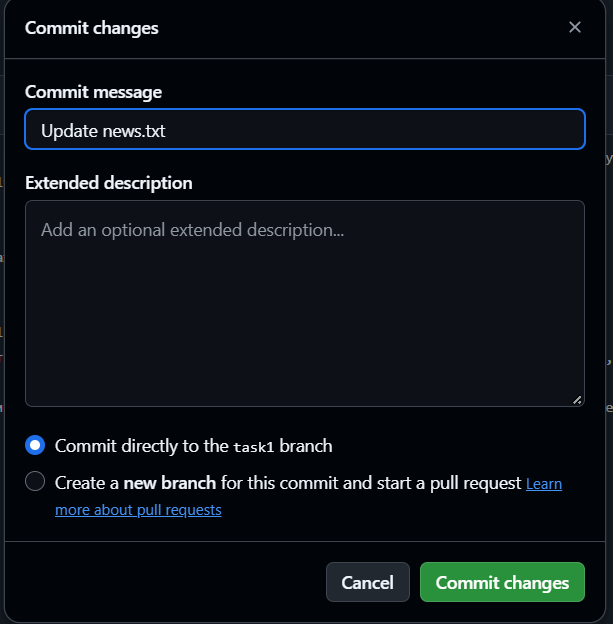 Commit changes
Commit message
Update news.txt
Extended description
Add an optional extended description...
Commit directly to the task1 branch
Create a new branch for this commit and start a pull request Learn
more about pull requests
Cancel
Commit changes